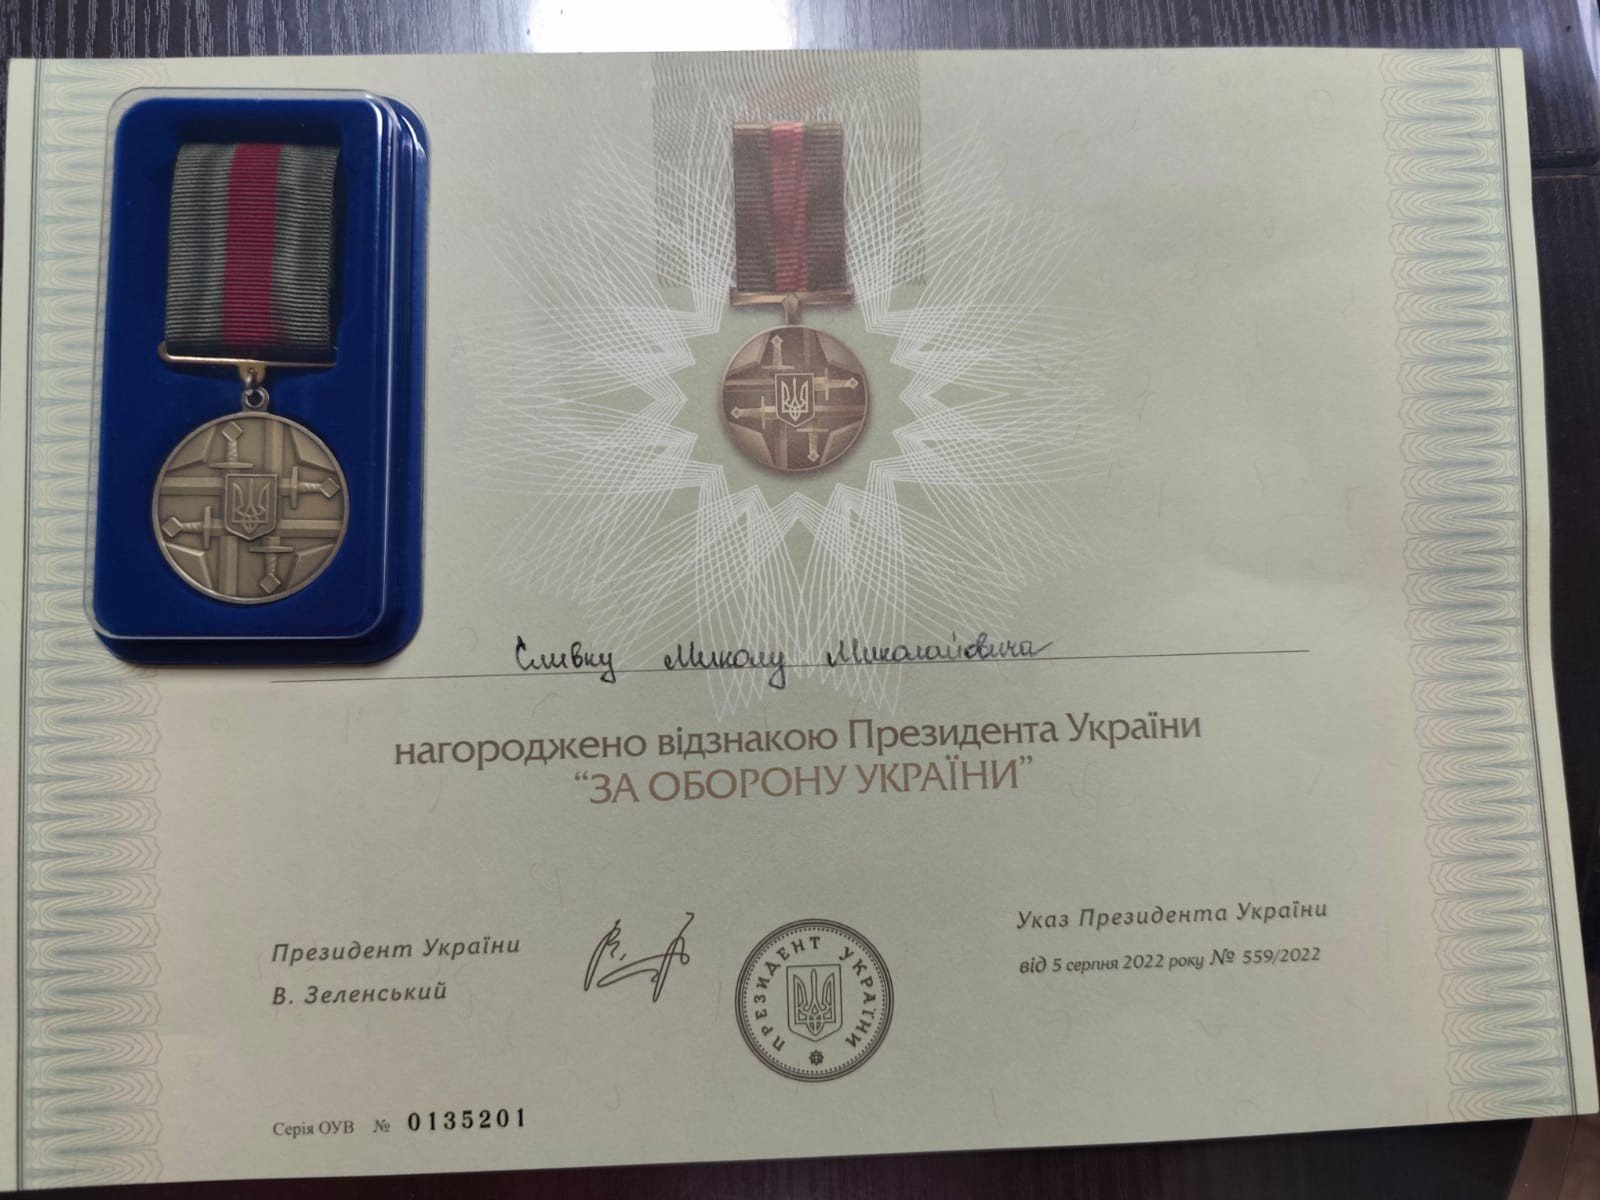 Сливку Миколу Миколайовича
нагороджено відзнакою Президента України
“ЗА ОБОРОНУ УКРАЇНИ”
Президент України
В. Зеленський
ПРЕЗИДЕНТ УКРАЇНИ
Указ Президента України
від 5 серпня 2022 року № 559/2022
Серія ОУВ № 0135201